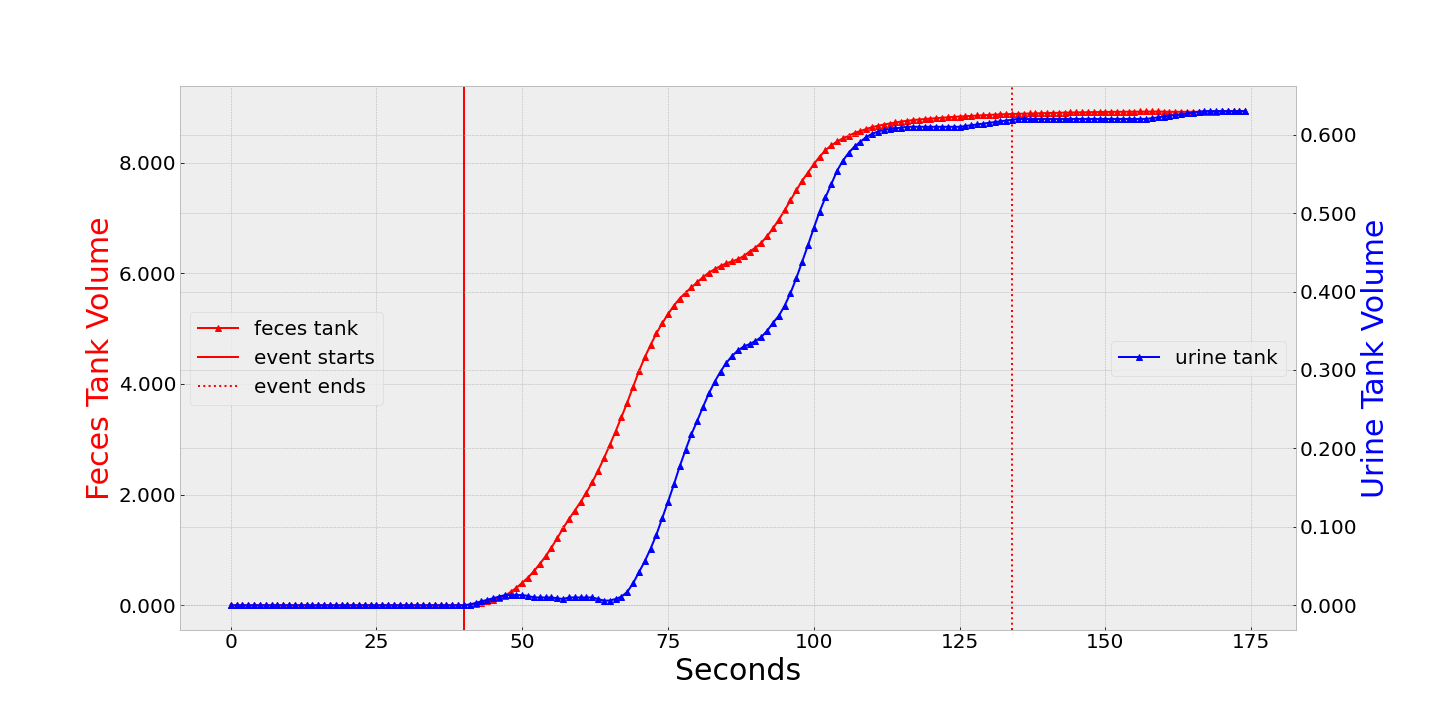 8.000
6.000
4.000
2.000
0.000
Feces Tank Volume
feces tank
event starts
event ends
urine tank
0.600
0.500
0.400
0.300
0.200
0.100
0.000
Urine Tank Volume
0 25 50 75 100 125 150 175
Seconds